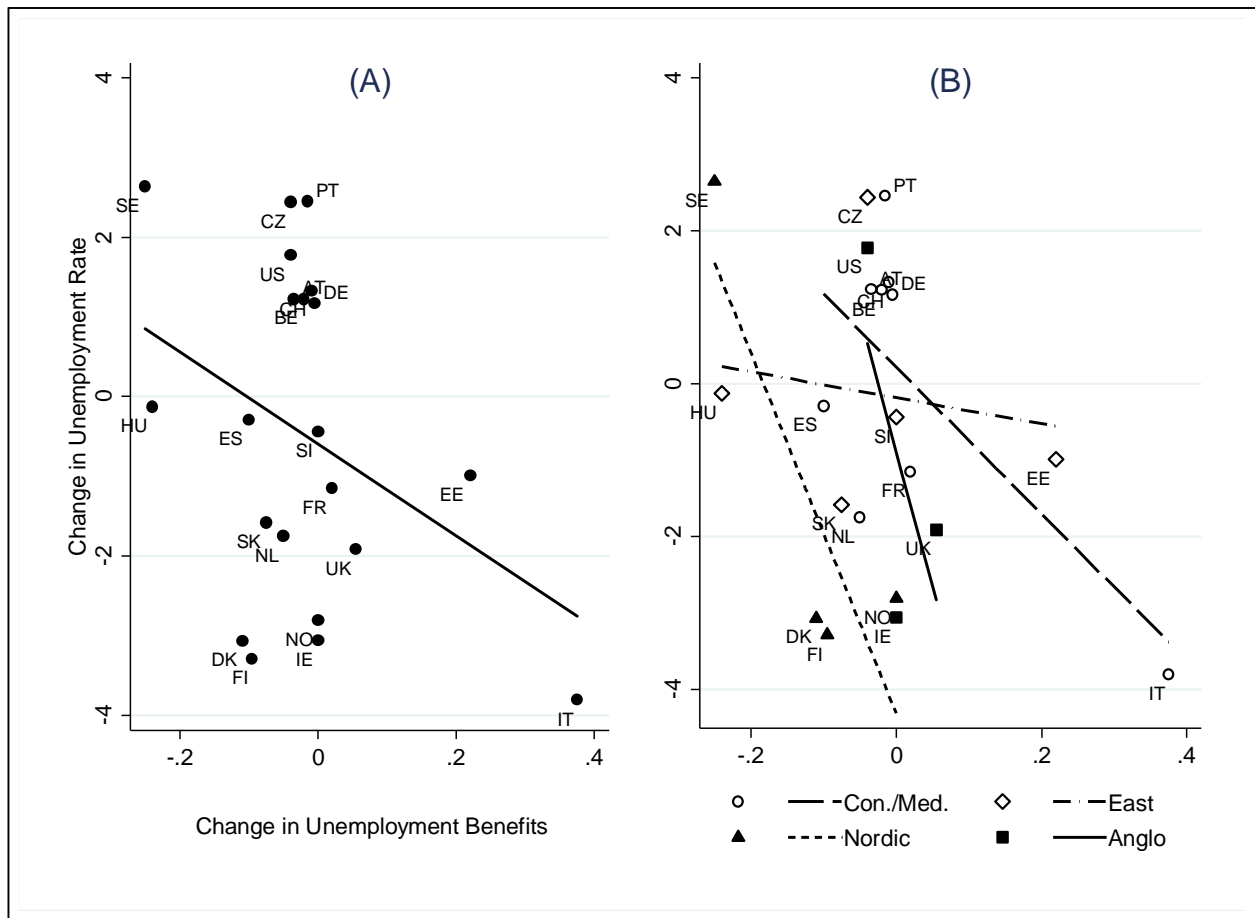 (A)
(B)
Change in Unemployment Rate
4
2
0
-2
-4
SE
PT
CZ
US
AT
DE
CH
BE
HU
ES
SI
FR
EE
SK
NL
UK
NO
IE
DK
FI
IT
-.2
0
.2
.4
Change in Unemployment Benefits
4
2
0
-2
-4
SE
PT
CZ
US
AT
DE
CH
BE
HU
ES
SI
FR
EE
SK
NL
UK
NO
IE
DK
FI
IT
-.2
0
.2
.4
Con./Med.
East
Nordic
Anglo